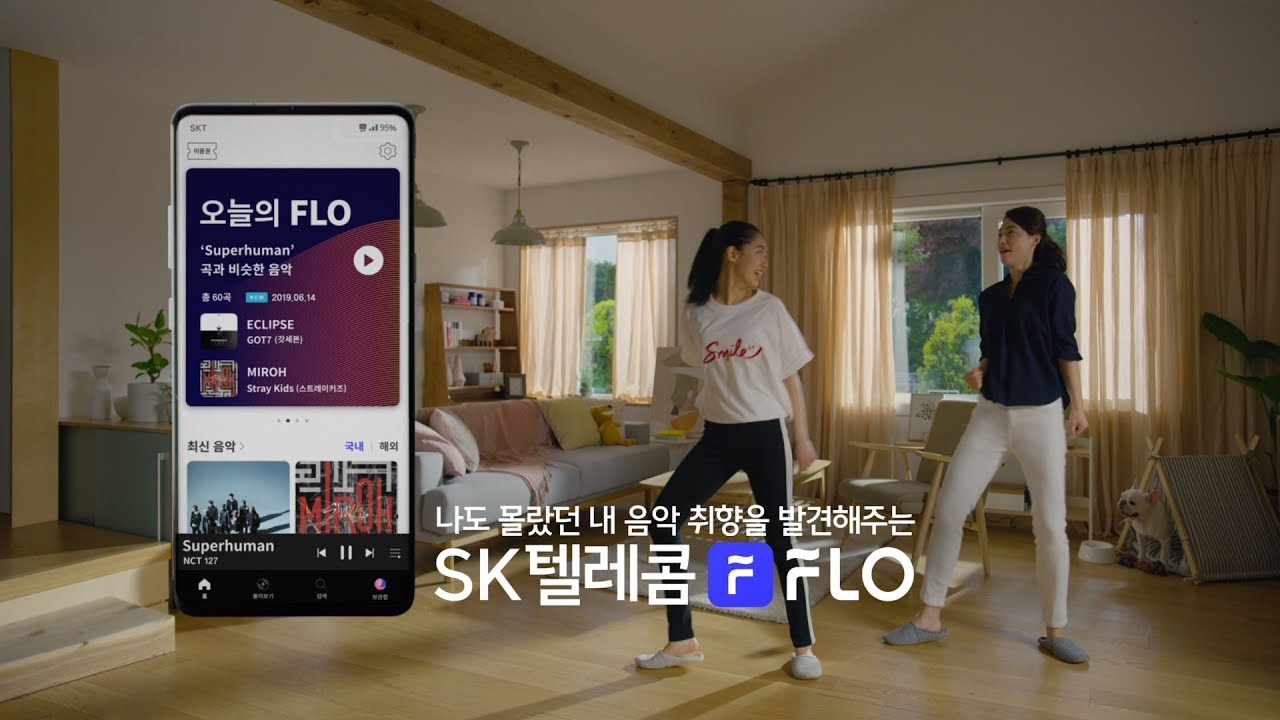 SKT
95%
이용권
오늘의 FLO
‘Superhuman’
곡과 비슷한 음악
총 60곡 NEW 2019.06.14
ECLIPSE
GOT7 (갓세븐)
MIROH
Stray Kids (스트레이키즈)
최신 음악 >
국내 | 해외
MIROH
Superhuman
NCT 127
홈 둘러보기 검색 보관함
Smile
나도 몰랐던 내 음악 취향을 발견해주는
SK텔레콤 F FLO